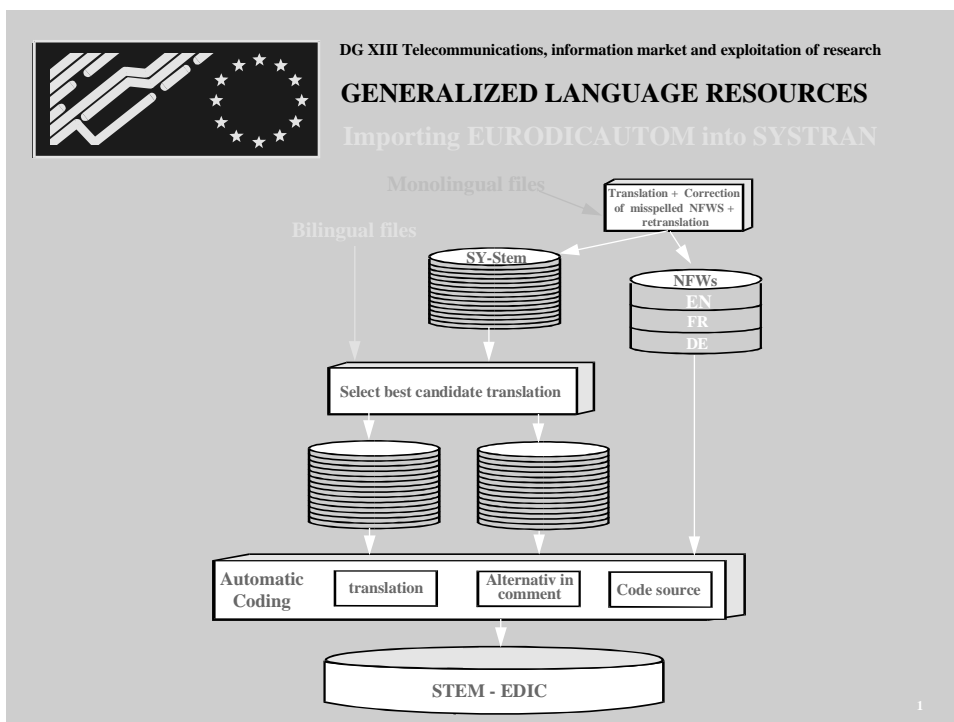 DG XIII Telecommunications, information market and exploitation of research
GENERALIZED LANGUAGE RESOURCES
Importing EURODICAUTOM into SYSTRAN
Monolingual files
Translation + Correction
of misspelled NFWS +
retranslation
Bilingual files
SY-Stem
NFWs
EN
FR
DE
Select best candidate translation
Automatic
Coding
translation
Alternativ in
comment
Code source
STEM - EDIC
1